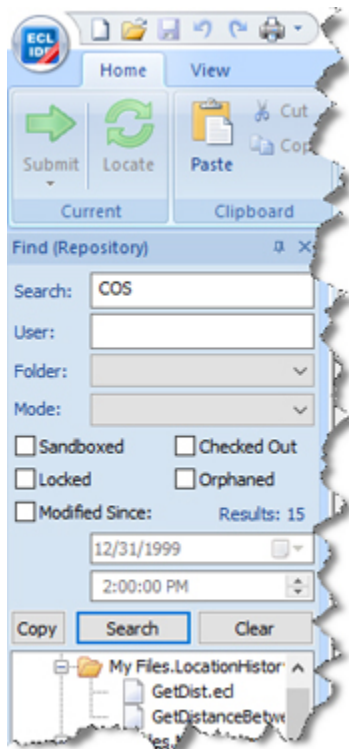 ECL
IDE
Home View
Submit Locate Paste Cut
Current Clipboard
Find (Repository)
Search: COS
User:
Folder:
Mode:
Sandboxed Checked Out
Locked Orphaned
Modified Since: Results: 15
12/31/1999
2:00:00 PM
Copy Search Clear
My Files.LocationHistor
GetDist.ecl
GetDistanceBetwe